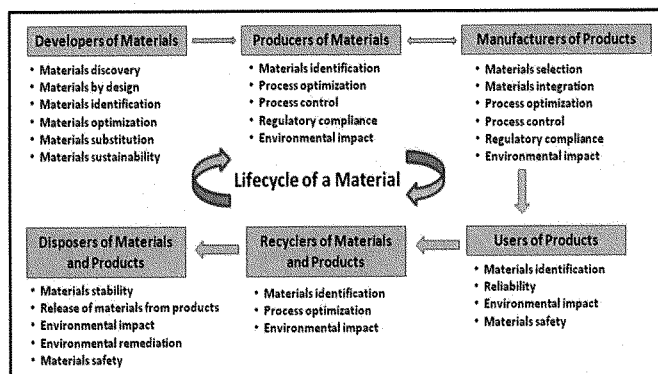 Developers of Materials
• Materials discovery
• Materials by design
• Materials identification
• Materials optimization
• Materials substitution
• Materials sustainability
Producers of Materials
• Materials identification
• Process optimization
• Process control
• Regulatory compliance
• Environmental impact
Manufacturers of Products
• Materials selection
• Materials integration
• Process optimization
• Process control
• Regulatory compliance
• Environmental impact
Lifecycle of a Material
Disposers of Materials
and Products
• Materials stability
• Release of materials from products
• Environmental impact
• Environmental remediation
• Materials safety
Recyclers of Materials
and Products
• Materials identification
• Process optimization
• Environmental impact
Users of Products
• Materials identification
• Reliability
• Environmental impact
• Materials safety